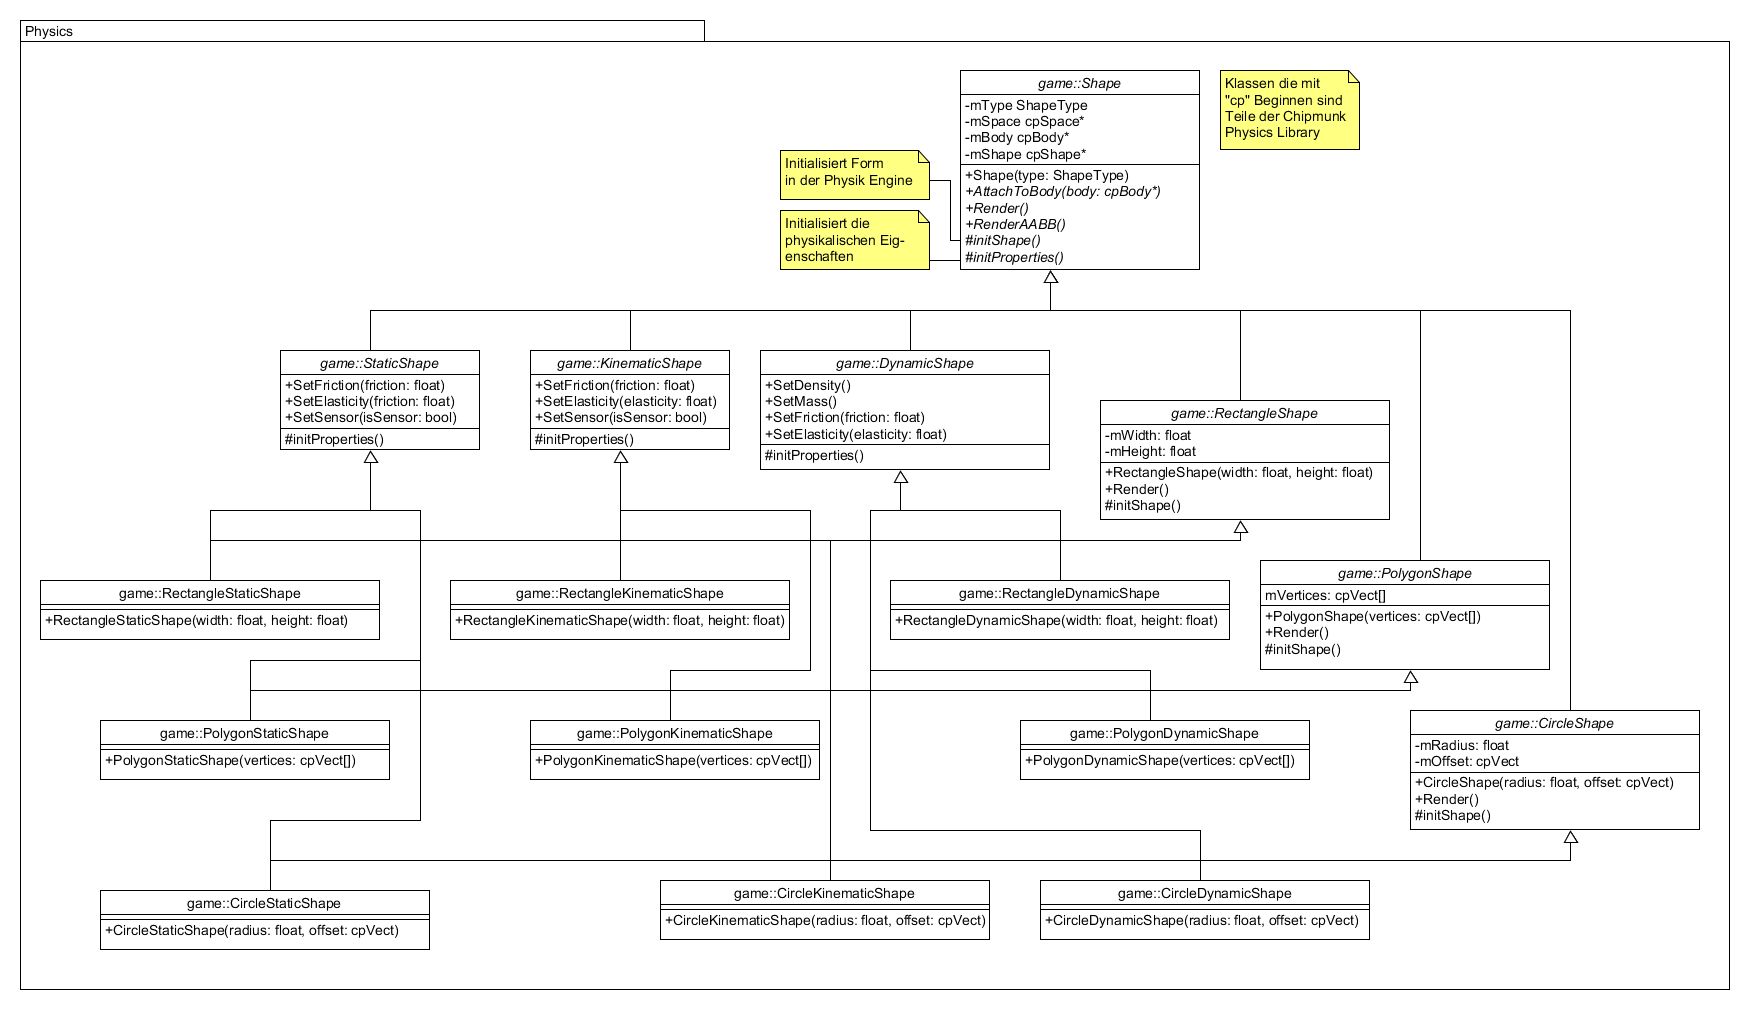 Physics
game::Shape
-mType ShapeType
-mSpace cpSpace*
-mBody cpBody*
-mShape cpShape*
+Shape(type: ShapeType)
+AttachToBody(body: cpBody*)
+Render()
+RenderAABB()
#initShape()
#initProperties()
Klassen die mit
"cp" Beginnen sind
Teile der Chipmunk
Physics Library
Initialisiert Form
in der Physik Engine
Initialisiert die
physikalischen Eig-
enschaften
game::StaticShape
+SetFriction(friction: float)
+SetElasticity(friction: float)
+SetSensor(isSensor: bool)
#initProperties()
game::KinematicShape
+SetFriction(friction: float)
+SetElasticity(elasticity: float)
+SetSensor(isSensor: bool)
#initProperties()
game::DynamicShape
+SetDensity()
+SetMass()
+SetFriction(friction: float)
+SetElasticity(elasticity: float)
#initProperties()
game::RectangleShape
-mWidth: float
-mHeight: float
+RectangleShape(width: float, height: float)
+Render()
#initShape()
game::RectangleStaticShape
+RectangleStaticShape(width: float, height: float)
game::RectangleKinematicShape
+RectangleKinematicShape(width: float, height: float)
game::RectangleDynamicShape
+RectangleDynamicShape(width: float, height: float)
game::PolygonShape
mVertices: cpVect[]
+PolygonShape(vertices: cpVect[])
+Render()
#initShape()
game::PolygonStaticShape
+PolygonStaticShape(vertices: cpVect[])
game::PolygonKinematicShape
+PolygonKinematicShape(vertices: cpVect[])
game::PolygonDynamicShape
+PolygonDynamicShape(vertices: cpVect[])
game::CircleShape
-mRadius: float
-mOffset: cpVect
+CircleShape(radius: float, offset: cpVect)
+Render()
#initShape()
game::CircleStaticShape
+CircleStaticShape(radius: float, offset: cpVect)
game::CircleKinematicShape
+CircleKinematicShape(radius: float, offset: cpVect)
game::CircleDynamicShape
+CircleDynamicShape(radius: float, offset: cpVect)